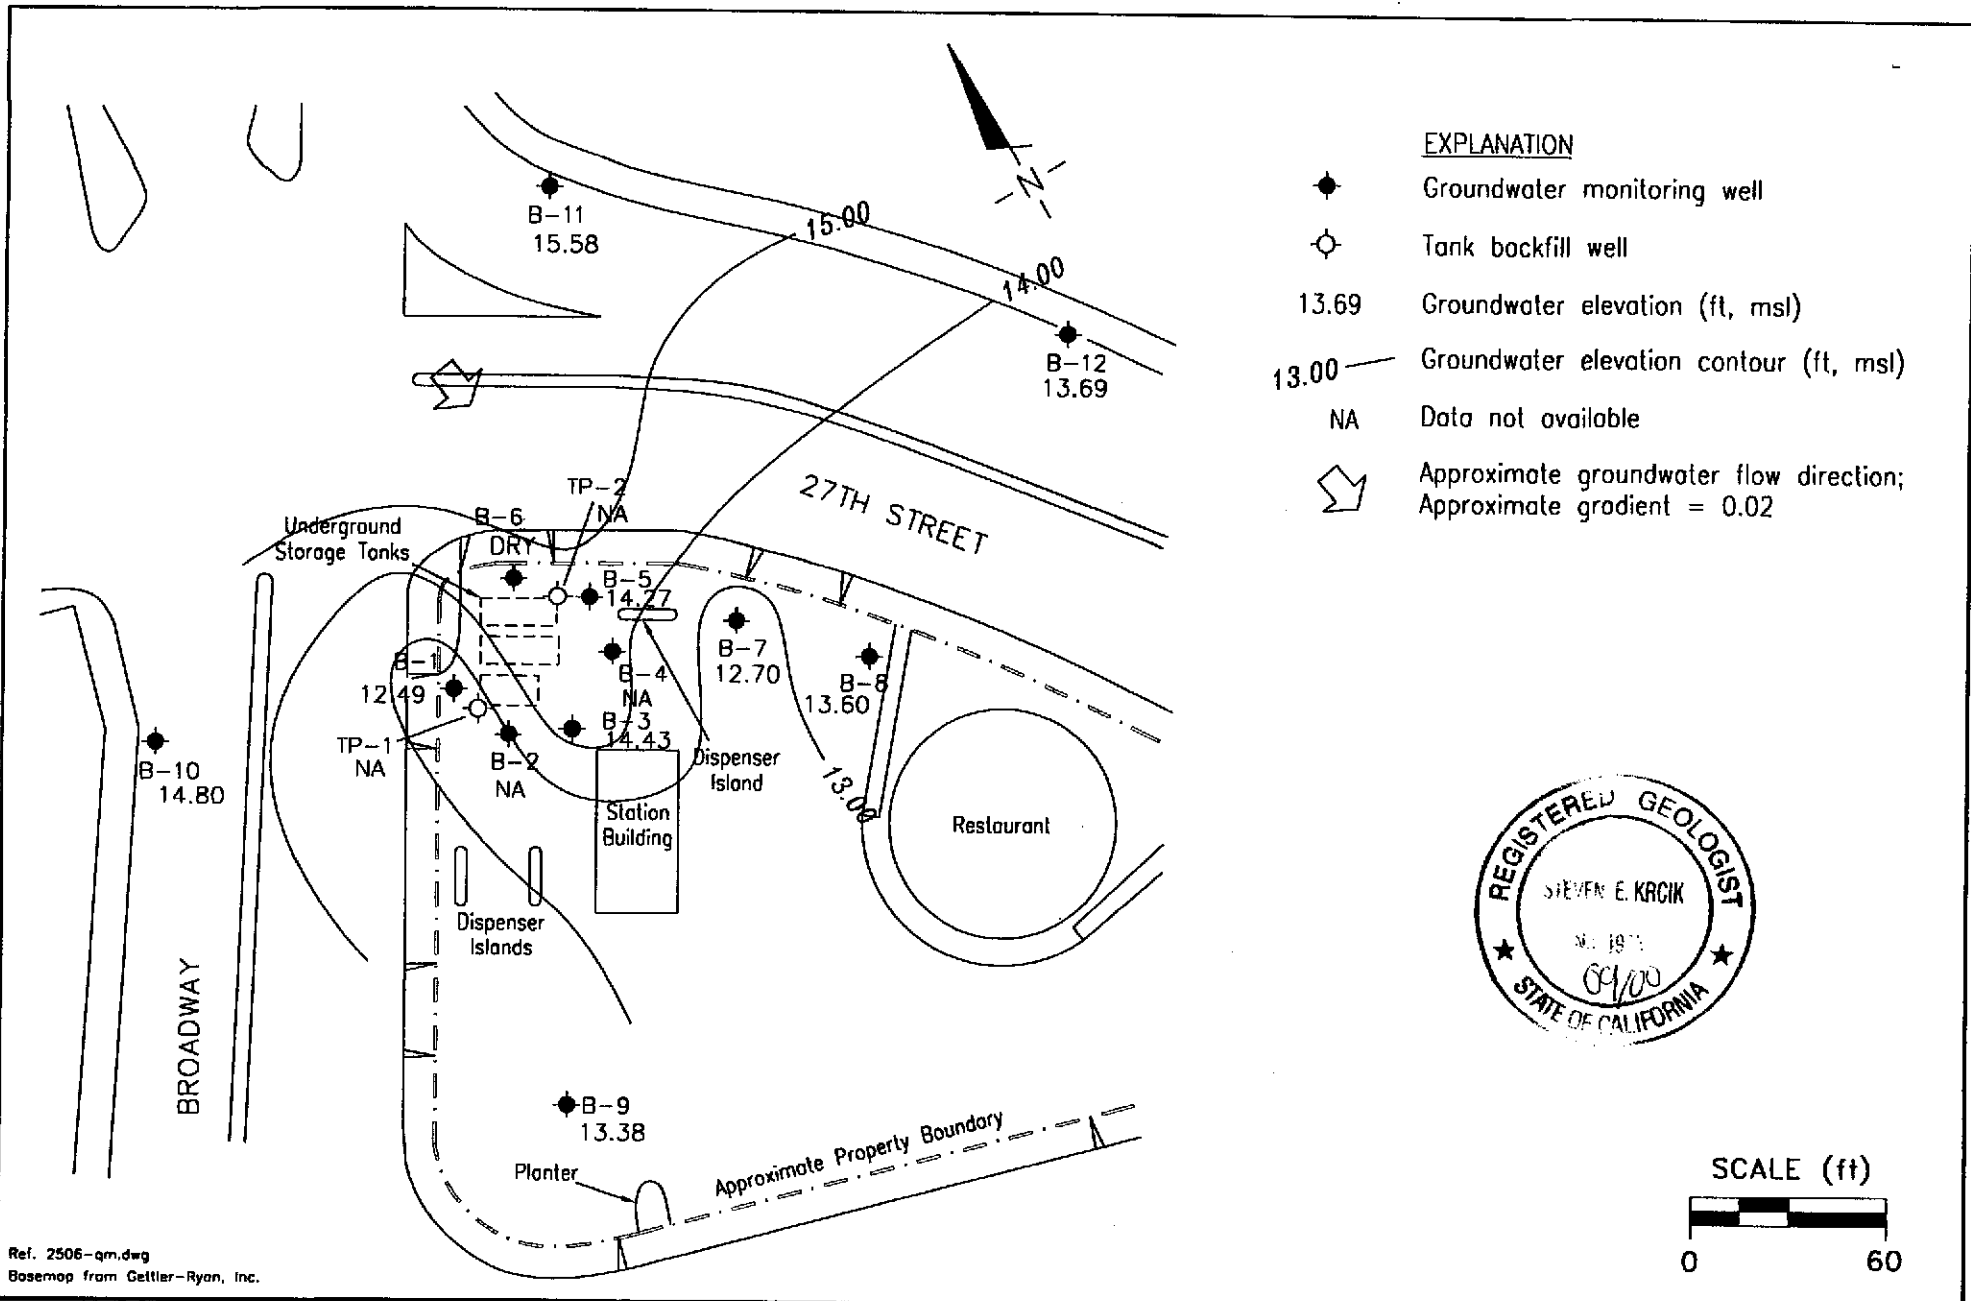 EXPLANATION
Groundwater monitoring well
Tank backfill well
13.69 Groundwater elevation (ft, msl)
13.00 Groundwater elevation contour (ft, msl)
NA Data not available
Approximate groundwater flow direction;
Approximate gradient = 0.02
N
B-11
15.58
15.00
14.00
B-12
13.69
27TH STREET
TP-2
NA
B-6
DRY
Underground
Storage Tanks
B-5
14.27
B-1
12.49
B-4
NA
B-7
12.70
B-8
13.60
B-3
14.43
TP-1
NA
B-2
NA
Dispenser
Island
13.00
B-10
14.80
Station
Building
Restaurant
Dispenser
Islands
BROADWAY
B-9
13.38
Planter
Approximate Property Boundary
REGISTERED GEOLOGIST
STEVEN E. KRCIK
09/00
STATE OF CALIFORNIA
SCALE (ft)
0 60
Ref. 2506-qm.dwg
Basemap from Gettler-Ryan, Inc.